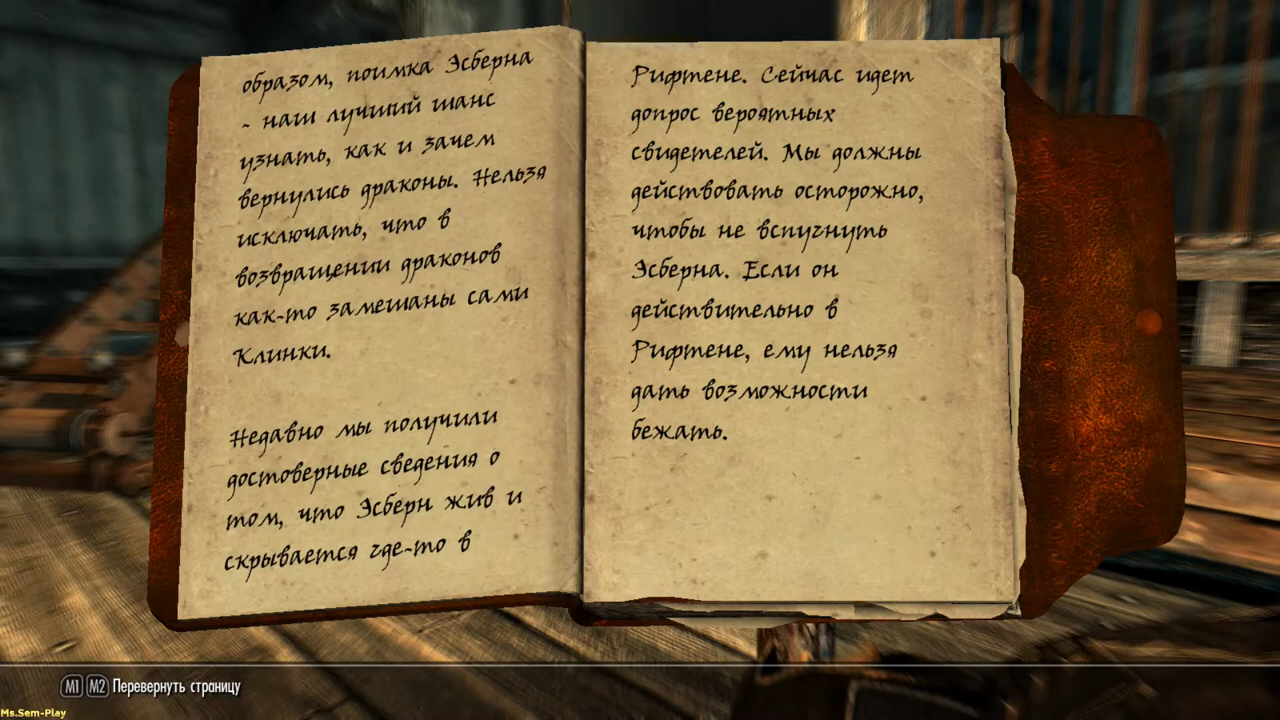 образом, поимка Эсберна
- наш лучший шанс
узнать, как и зачем
вернулись драконы. Нельзя
исключать, что в
возвращении драконов
как-то замешаны сами
Клинки.
Недавно мы получили
достоверные сведения о
том, что Эсберн жив и
скрывается где-то в
Рифтене. Сейчас идет
допрос вероятных
свидетелей. Мы должны
действовать осторожно,
чтобы не вспугнуть
Эсберна. Если он
действительно в
Рифтене, ему нельзя
дать возможности
бежать.
M1 M2 Перевернуть страницу
Ms.Sem-Play